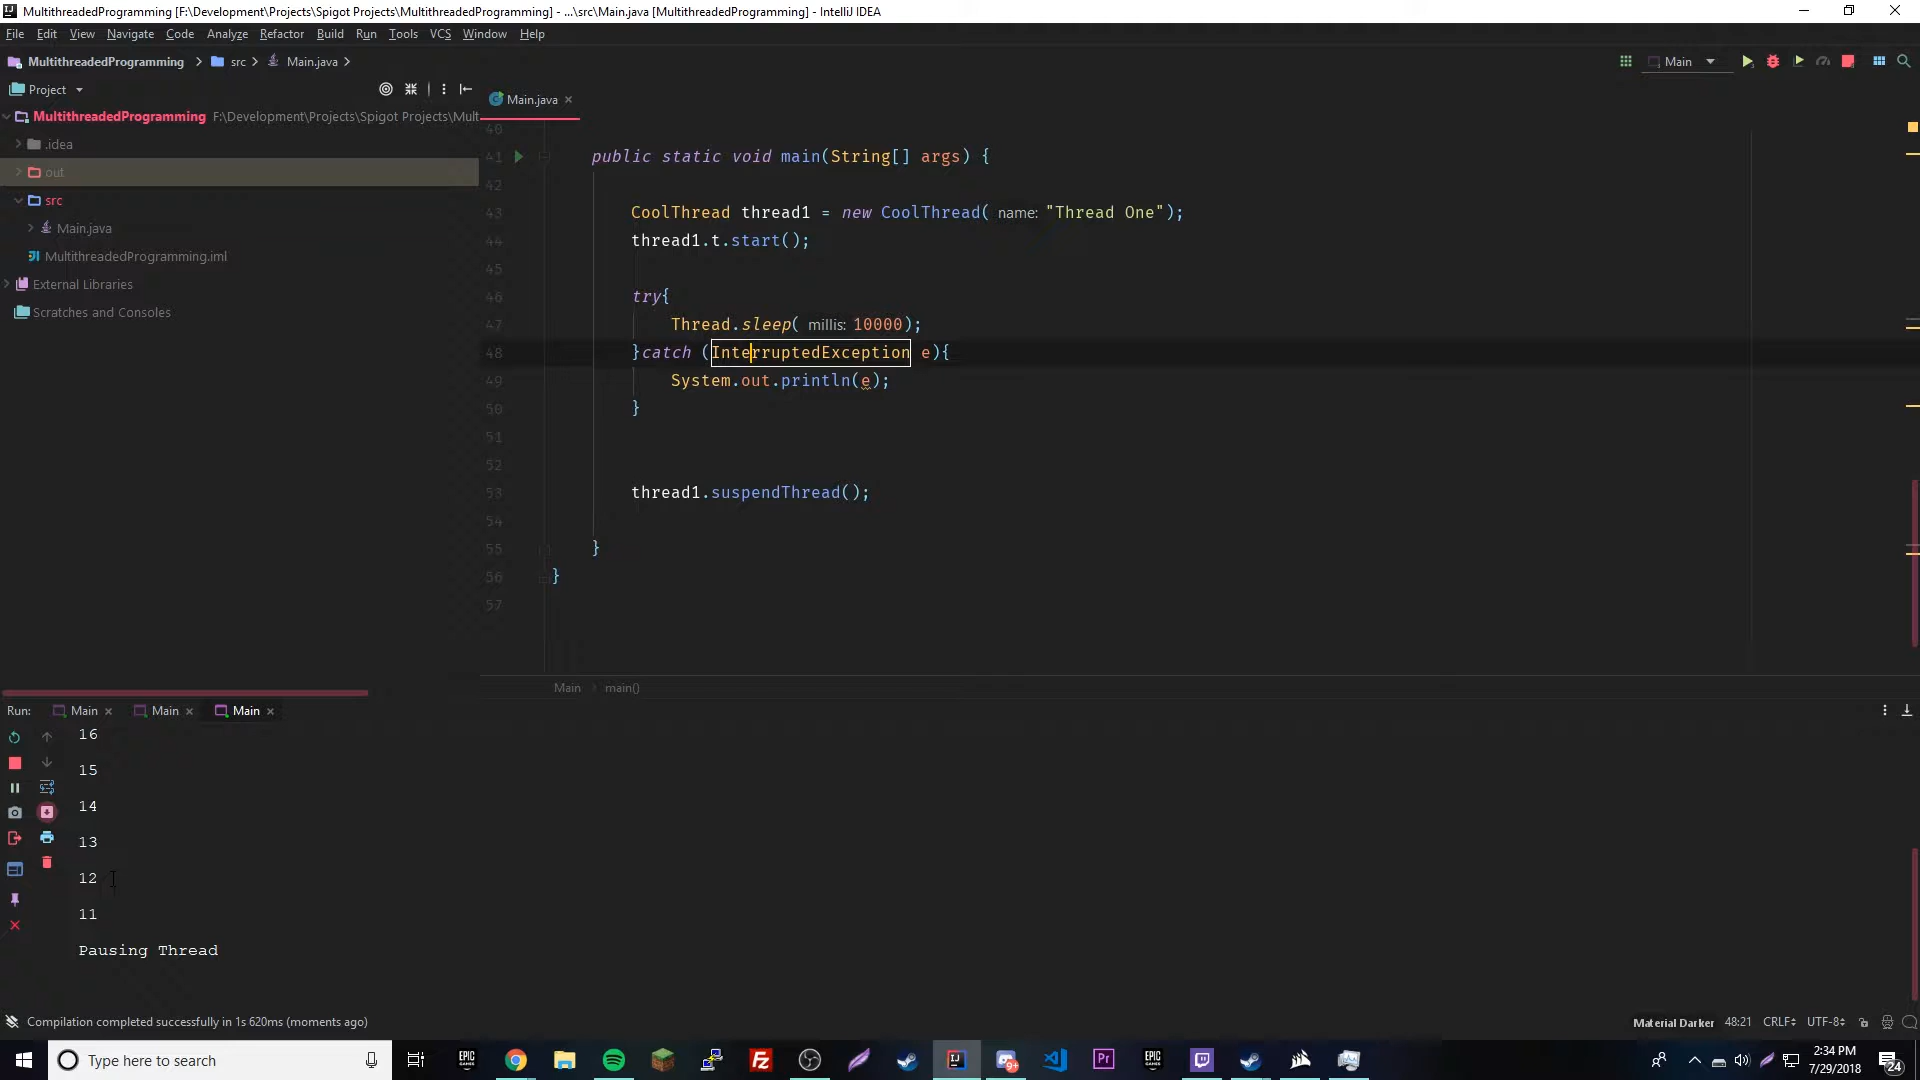 MultithreadedProgramming [F:\Development\Projects\Spigot Projects\MultithreadedProgramming] - ...\src\Main.java [MultithreadedProgramming] - IntelliJ IDEA
File Edit View Navigate Code Analyze Refactor Build Run Tools VCS Window Help
MultithreadedProgramming src Main.java
Main
Project
Main.java
MultithreadedProgramming F:\Development\Projects\Spigot Projects\Mult
.idea
out
src
Main.java
MultithreadedProgramming.iml
External Libraries
Scratches and Consoles
40
41 public static void main(String[] args) {
42
43 CoolThread thread1 = new CoolThread( name: "Thread One");
44 thread1.t.start();
45
46 try{
47 Thread.sleep( millis: 10000);
48 }catch (InterruptedException e){
49 System.out.println(e);
50 }
51
52
53 thread1.suspendThread();
54
55 }
56 }
57
Main main()
Run: Main Main Main
16
15
14
13
12
11
Pausing Thread
Compilation completed successfully in 1s 620ms (moments ago)
Material Darker 48:21 CRLF UTF-8
Type here to search
2:34 PM
7/29/2018
24